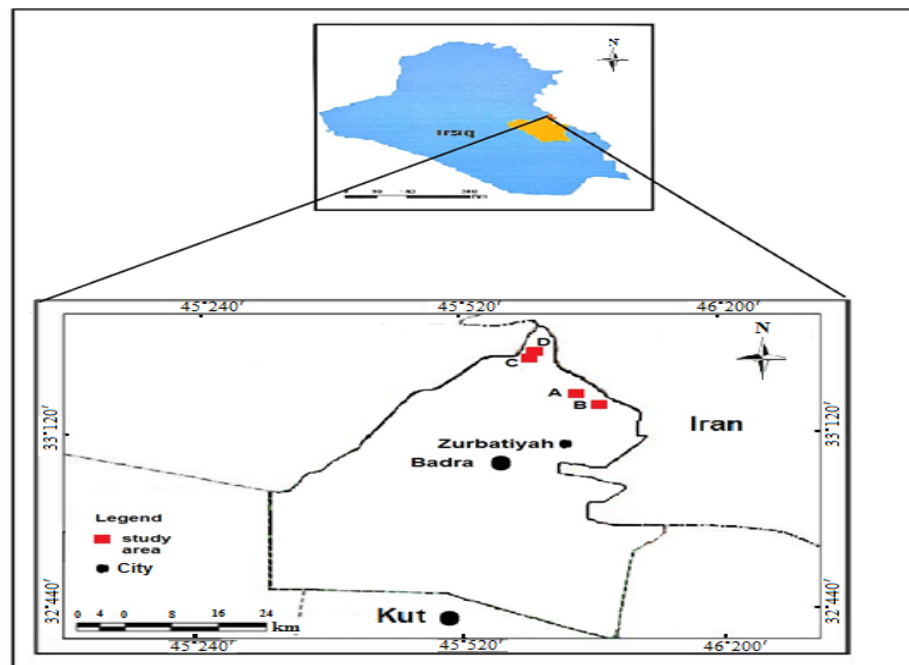 N
Iraq
45°240′ 45°520′ 46°200′
N
D
C
A
B
Iran
33°120′ 33°120′
Zurbatiyah
Badra
Legend
study
area
City
32°440′ 32°440′
Kut
8 4 0 8 16 24
km
45°240′ 45°520′ 46°200′